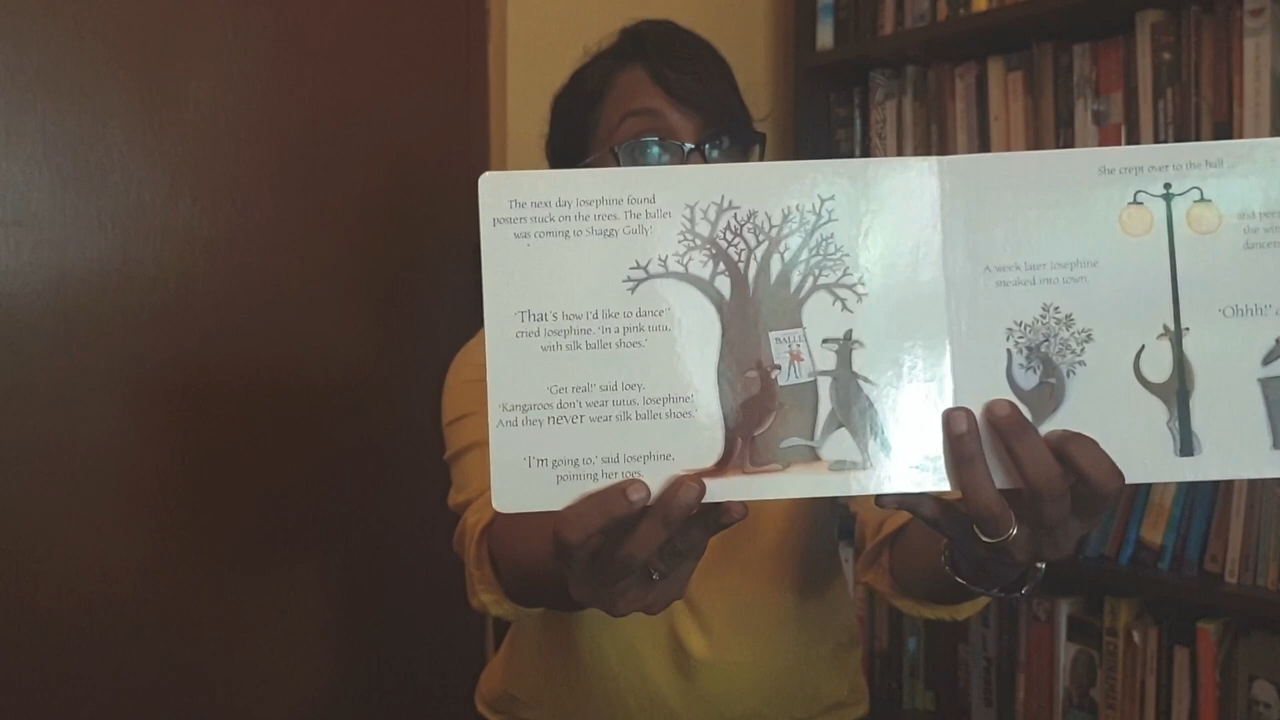 The next day Josephine found
posters stuck on the trees. The ballet
was coming to Shaggy Gully!
'That's how I'd like to dance!'
cried Josephine. 'In a pink tutu,
with silk ballet shoes.'
'Get real!' said Joey.
'Kangaroos don't wear tutus, Josephine!
And they never wear silk ballet shoes.'
'I'm going to,' said Josephine,
pointing her toes.
BALLE
She crept over to the hall ...
A week later Josephine
sneaked into town.
and
the
'Ohhh!'